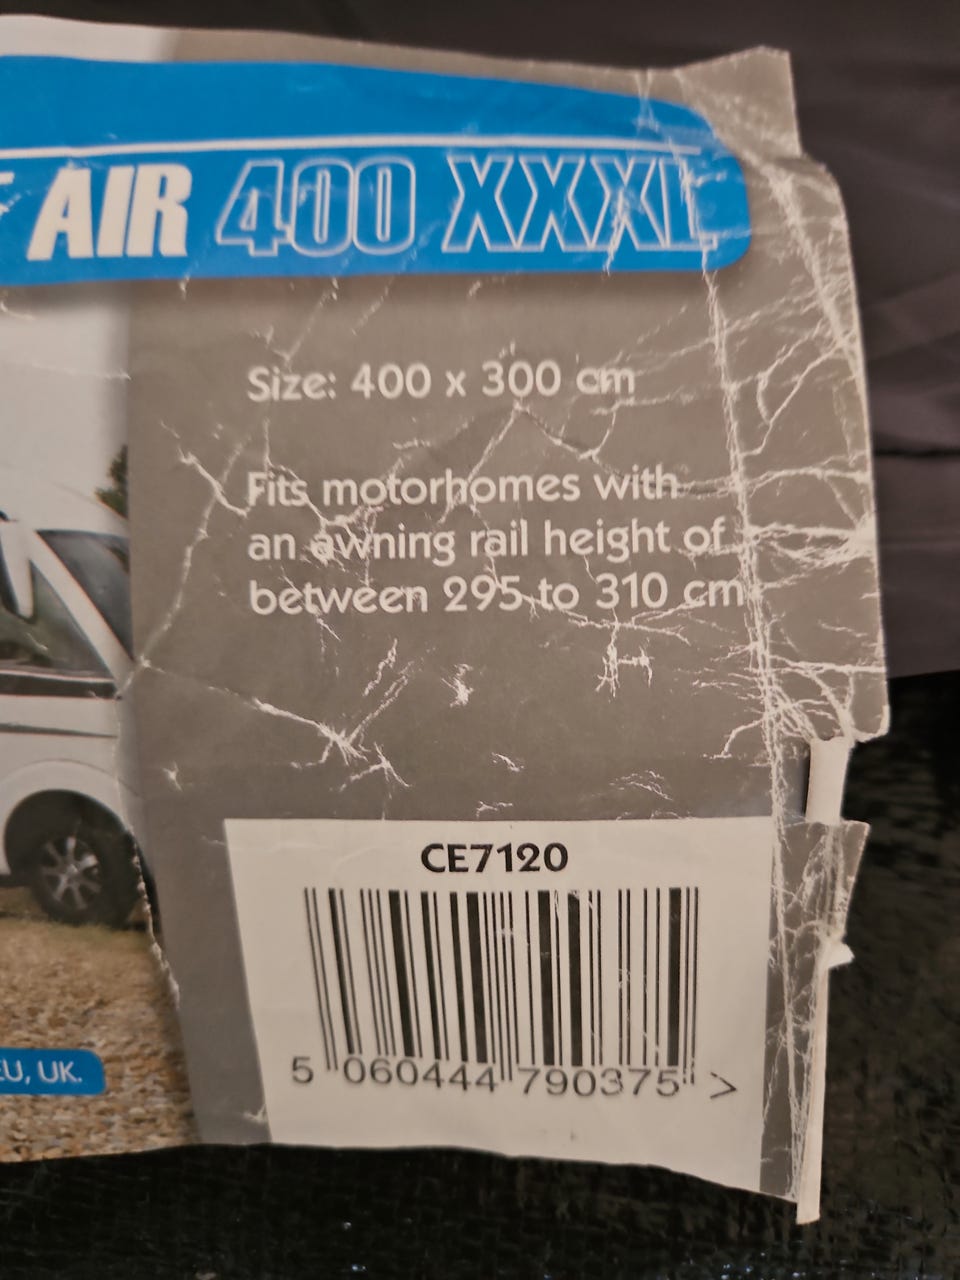 AIR 400 XXXL
Size: 400 x 300 cm
Fits motorhomes with
an awning rail height of
between 295 to 310 cm
CE7120
5 060444 790375 >
EU, UK.